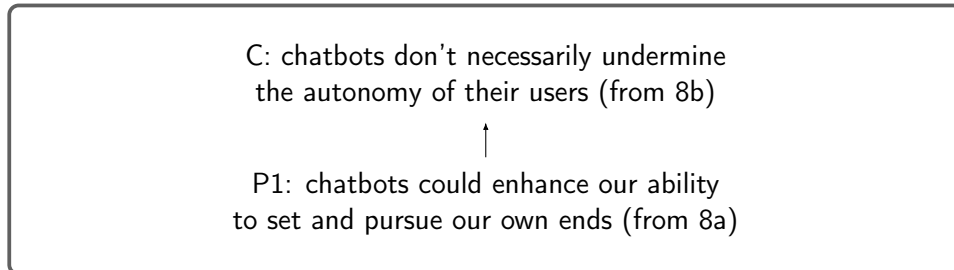 C: chatbots don't necessarily undermine
the autonomy of their users (from 8b)
P1: chatbots could enhance our ability
to set and pursue our own ends (from 8a)